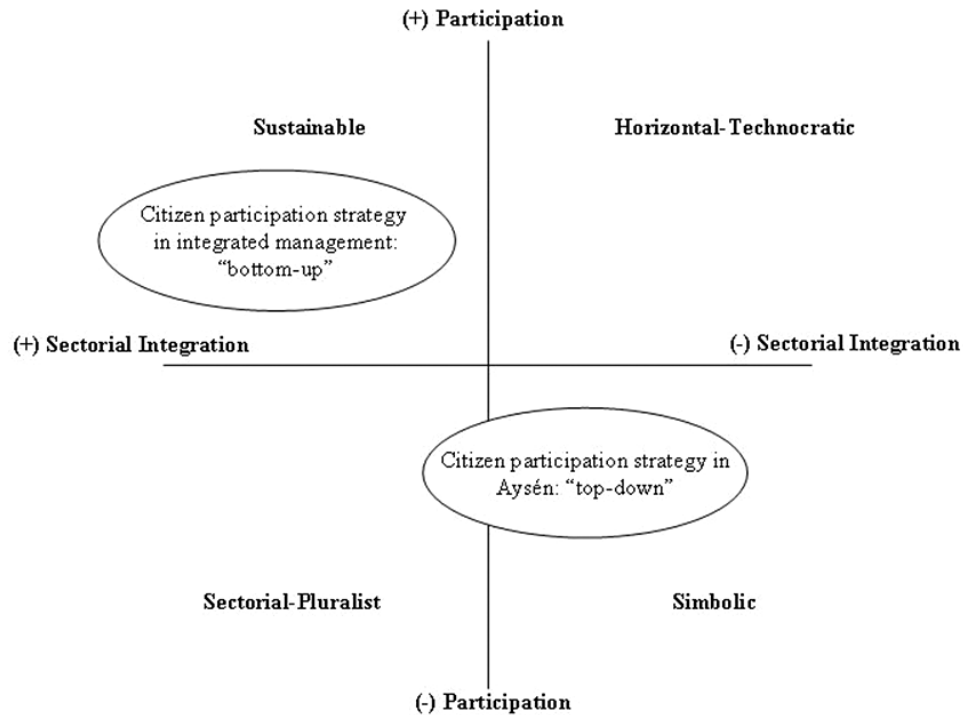 (+) Participation
Sustainable
Horizontal-Technocratic
Citizen participation strategy
in integrated management:
“bottom-up”
(+) Sectorial Integration
(-) Sectorial Integration
Citizen participation strategy in
Aysén: “top-down”
Sectorial-Pluralist
Simbolic
(-) Participation